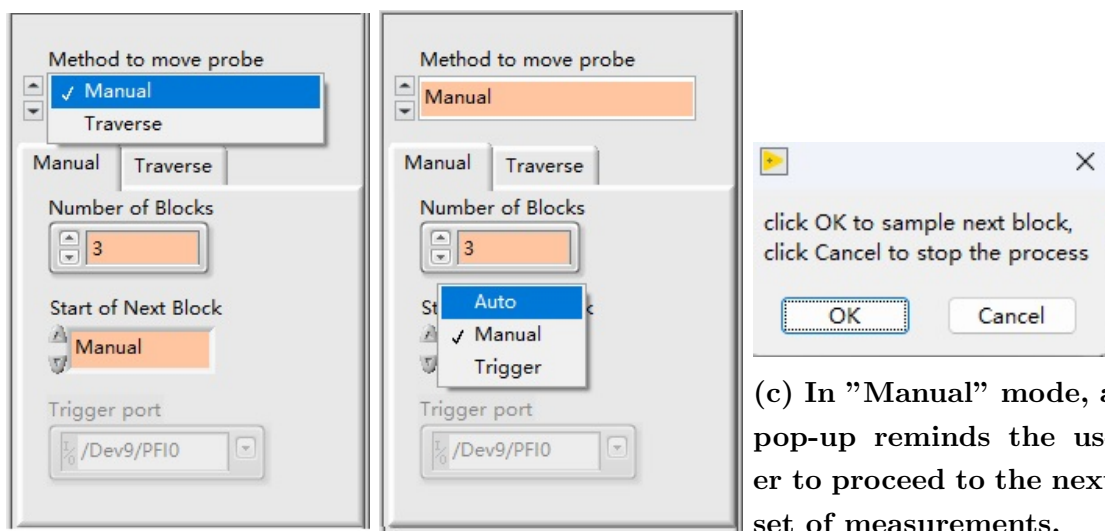 Method to move probe
✓ Manual
Traverse
Manual Traverse
Number of Blocks
3
Start of Next Block
Manual
Trigger port
/Dev9/PFI0
Method to move probe
Manual
Manual Traverse
Number of Blocks
3
Auto
✓ Manual
Trigger
Trigger port
/Dev9/PFI0
click OK to sample next block,
click Cancel to stop the process
OK Cancel
(c) In ”Manual” mode, a
pop-up reminds the us
er to proceed to the next
set of measurements.